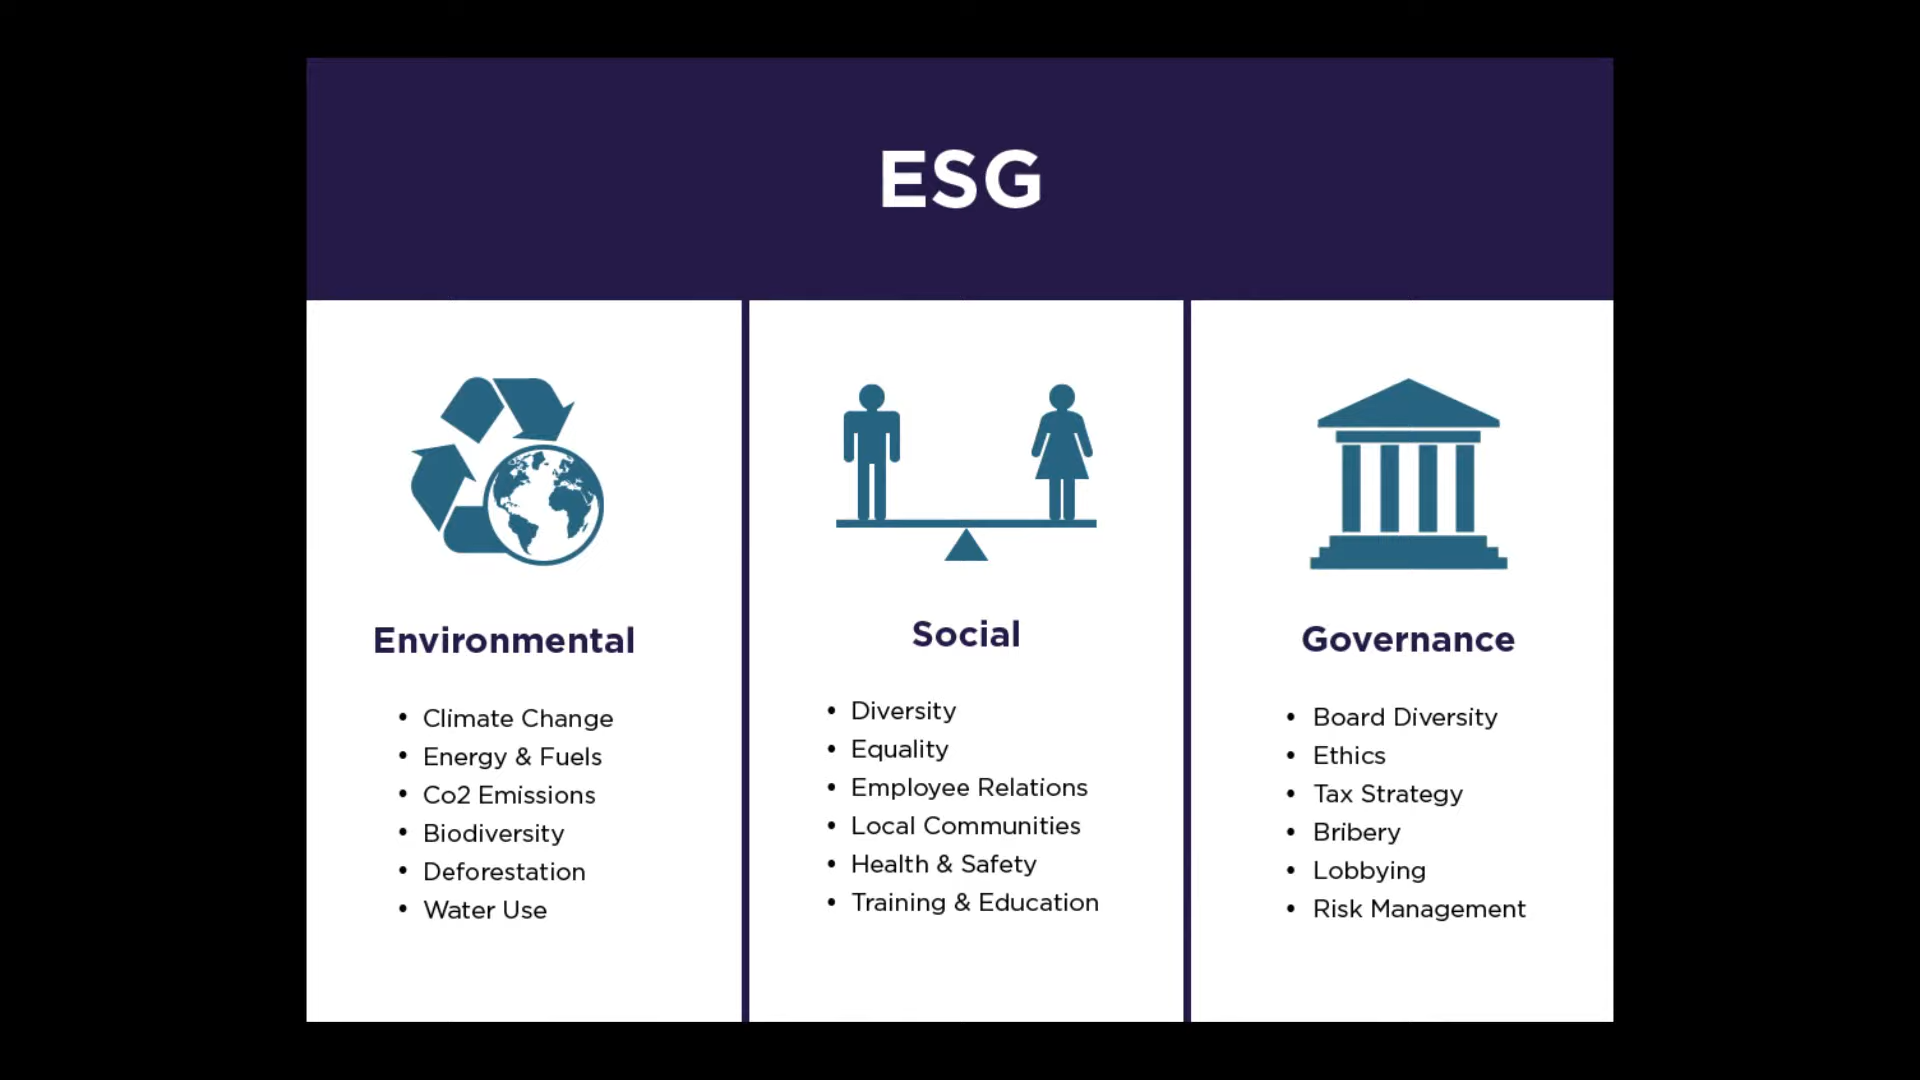 ESG
Environmental
• Climate Change
• Energy & Fuels
• Co2 Emissions
• Biodiversity
• Deforestation
• Water Use
Social
• Diversity
• Equality
• Employee Relations
• Local Communities
• Health & Safety
• Training & Education
Governance
• Board Diversity
• Ethics
• Tax Strategy
• Bribery
• Lobbying
• Risk Management